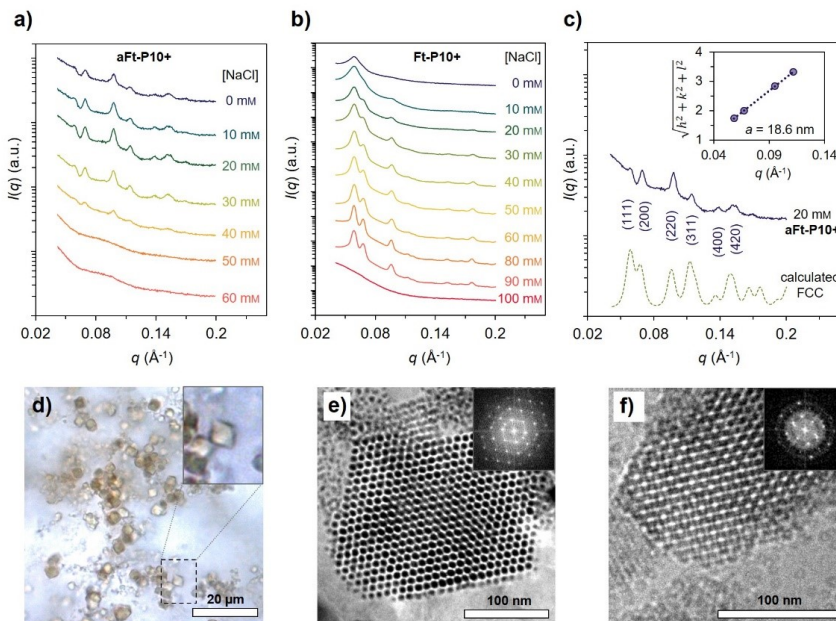 a)
aFt-P10+
[NaCl]
0 mM
10 mM
20 mM
30 mM
40 mM
50 mM
60 mM
I(q) (a.u.)
0.02 0.08 0.14 0.2
q (Å⁻¹)
b)
Ft-P10+
[NaCl]
0 mM
10 mM
20 mM
30 mM
40 mM
50 mM
60 mM
80 mM
90 mM
100 mM
I(q) (a.u.)
0.02 0.08 0.14 0.2
q (Å⁻¹)
c)
√h² + k² + l²
4
3
2
1
a = 18.6 nm
0.04 0.09 0.14
q (Å⁻¹)
I(q) (a.u.)
20 mM
aFt-P10+
(111)
(200)
(220)
(311)
(400)
(420)
calculated
FCC
0.02 0.08 0.14 0.2
q (Å⁻¹)
d)
20 µm
e)
100 nm
f)
100 nm